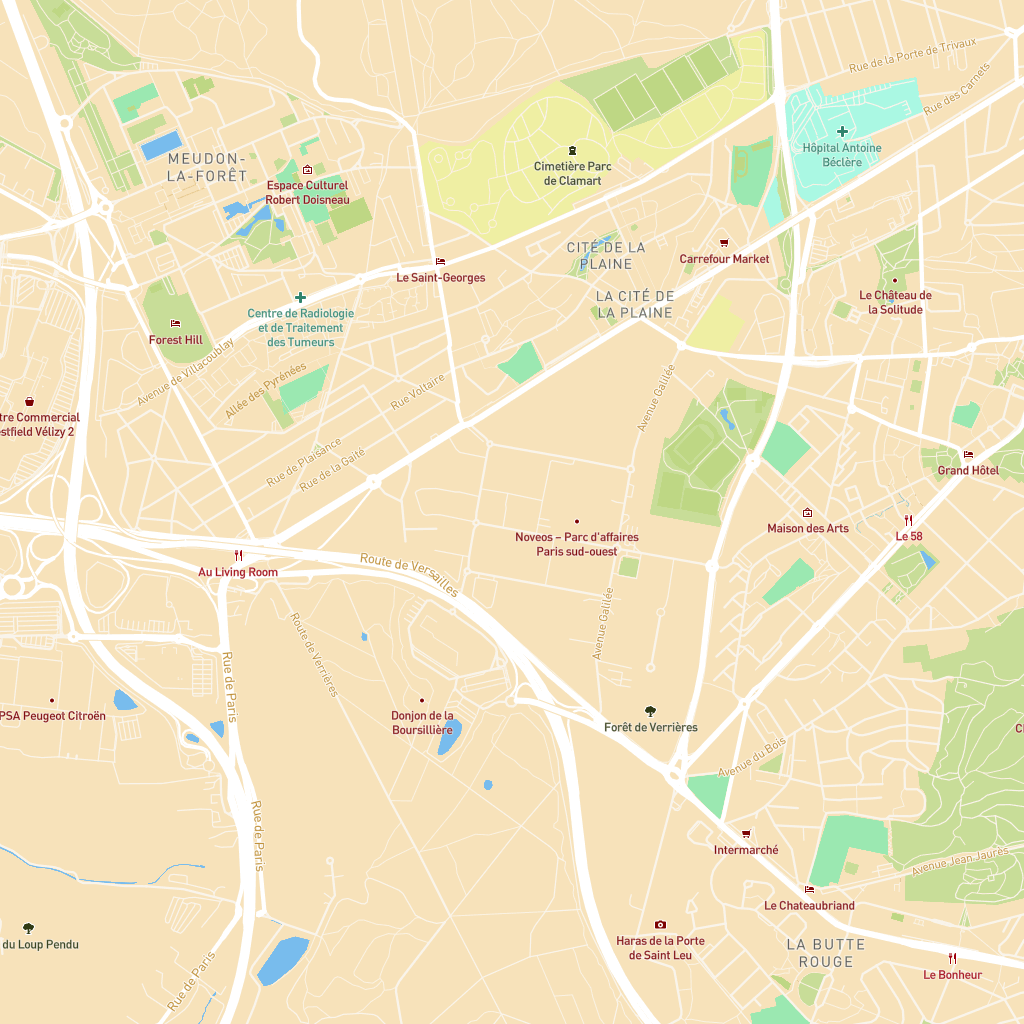 Rue de la Porte de Trivaux
Rue des Carnets
Hôpital Antoine
Béclère
MEUDON-
LA-FORÊT
Cimetière Parc
de Clamart
Espace Culturel
Robert Doisneau
CITÉ DE LA
PLAINE
Carrefour Market
Le Saint-Georges
LA CITÉ DE
LA PLAINE
Le Château de
la Solitude
Centre de Radiologie
et de Traitement
des Tumeurs
Forest Hill
Avenue de Villacoublay
Allée des Pyrénées
Rue Voltaire
Avenue Galilée
tre Commercial
estfield Vélizy 2
Rue de Plaisance
Rue de la Gaîté
Grand Hôtel
Maison des Arts
Le 58
Noveos – Parc d'affaires
Paris sud-ouest
Au Living Room
Route de Versailles
Route de Verrières
Avenue Galilée
Rue de Paris
PSA Peugeot Citroën
Donjon de la
Boursillière
Forêt de Verrières
C
Avenue du Bois
Rue de Paris
Intermarché
Avenue Jean Jaurès
Le Chateaubriand
du Loup Pendu
Haras de la Porte
de Saint Leu
LA BUTTE
ROUGE
Le Bonheur
Rue de Paris